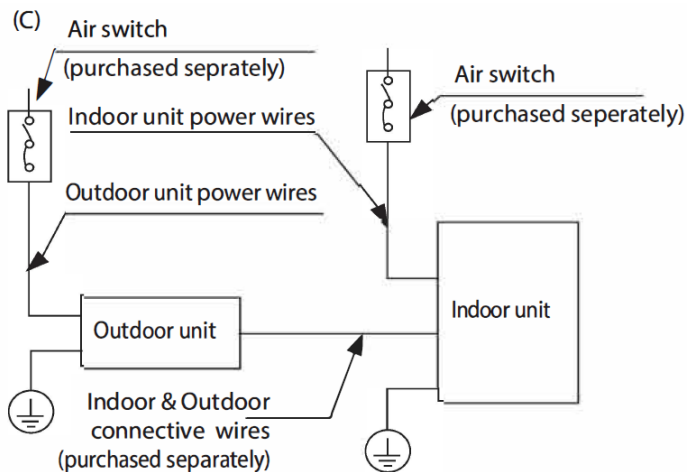 (C)
Air switch
(purchased seprately)
Air switch
(purchased seperately)
Indoor unit power wires
Outdoor unit power wires
Outdoor unit
Indoor unit
Indoor & Outdoor
connective wires
(purchased separately)